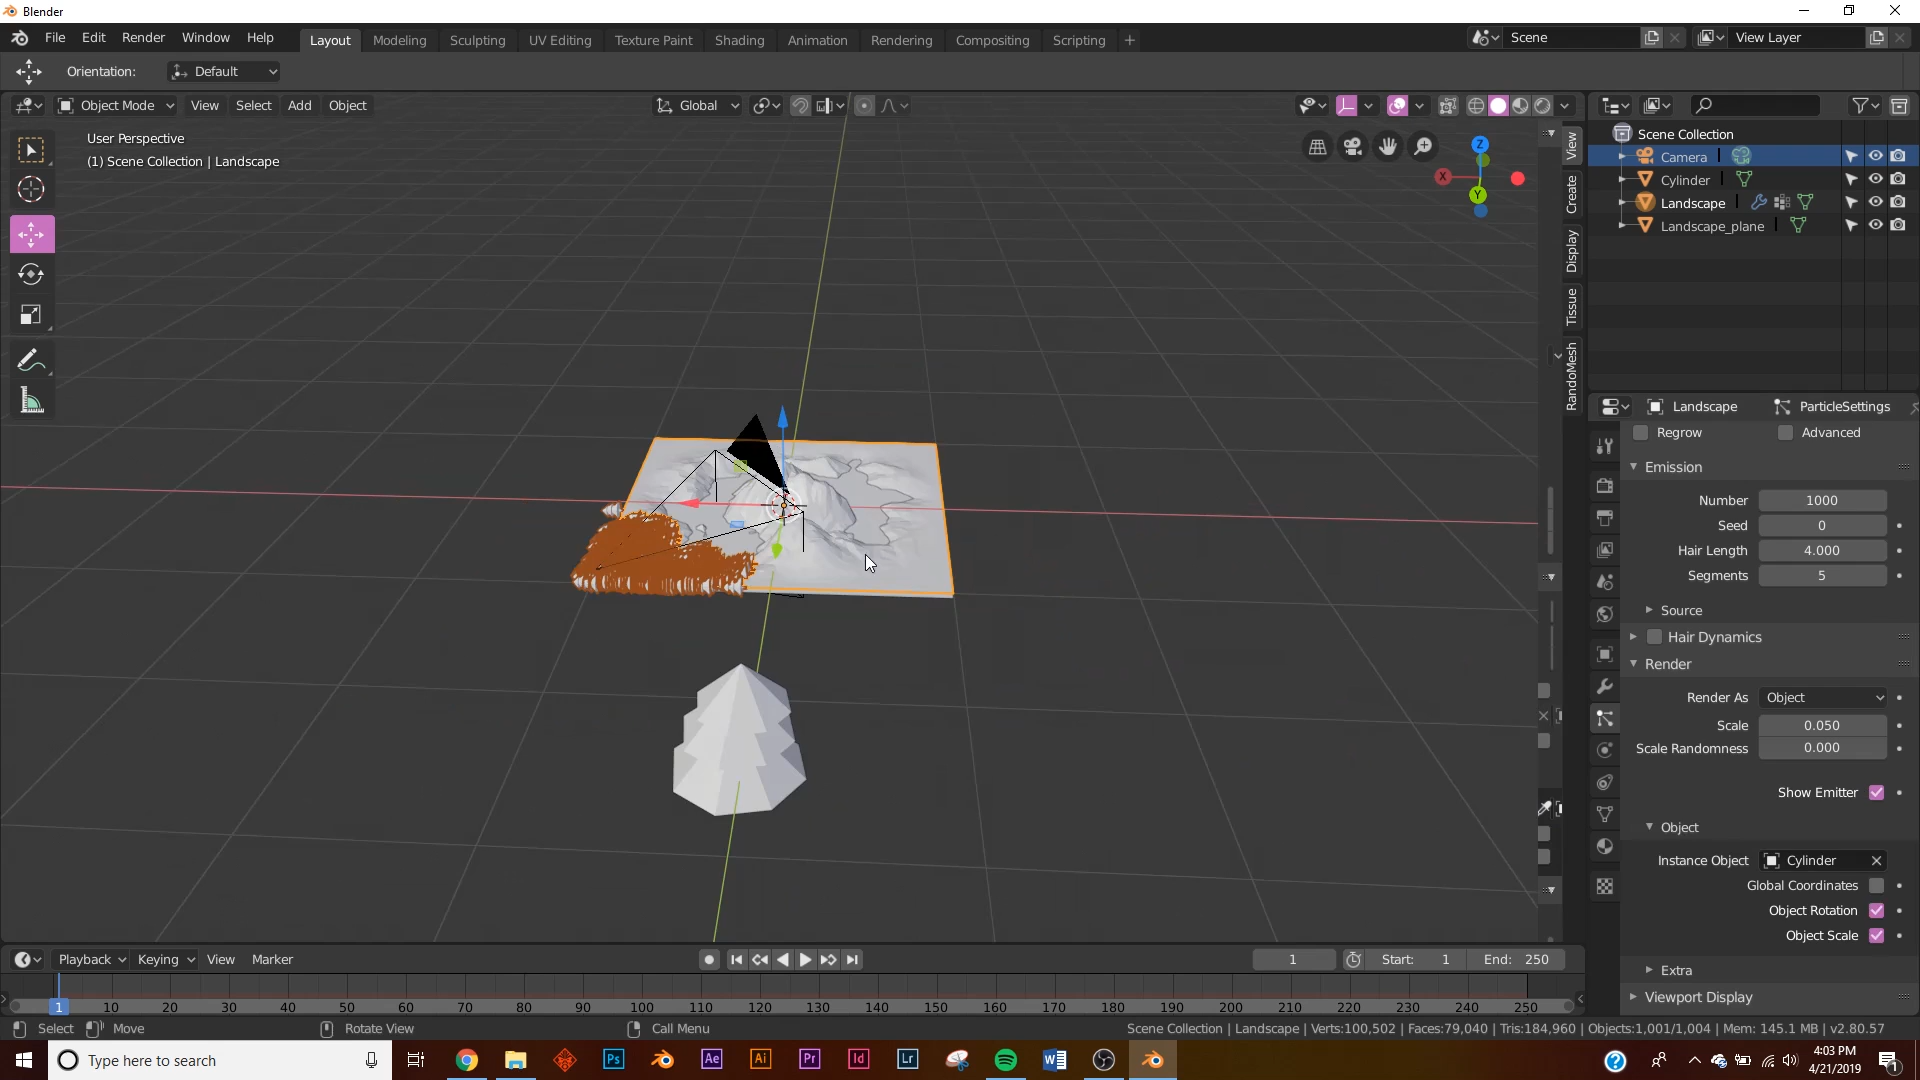 Blender
File Edit Render Window Help Layout Modeling Sculpting UV Editing Texture Paint Shading Animation Rendering Compositing Scripting + Scene View Layer
Orientation: Default
Object Mode View Select Add Object Global
User Perspective
(1) Scene Collection | Landscape
X Z Y
View
Create
Display
Tissue
RandoMesh
Scene Collection
Camera
Cylinder
Landscape
Landscape_plane
Landscape ParticleSettings
Regrow Advanced
Emission
Number 1000
Seed 0
Hair Length 4.000
Segments 5
Source
Hair Dynamics
Render
Render As Object
Scale 0.050
Scale Randomness 0.000
Show Emitter
Object
Instance Object Cylinder
Global Coordinates
Object Rotation
Object Scale
Extra
Viewport Display
Playback Keying View Marker 1 Start: 1 End: 250
1 10 20 30 40 50 60 70 80 90 100 110 120 130 140 150 160 170 180 190 200 210 220 230 240 250
Select Move Rotate View Call Menu Scene Collection | Landscape | Verts:100,502 | Faces:79,040 | Tris:184,960 | Objects:1,001/1,004 | Mem: 145.1 MB | v2.80.57
Type here to search Ps Ae Ai Pr Id Lr
4:03 PM
4/21/2019
1